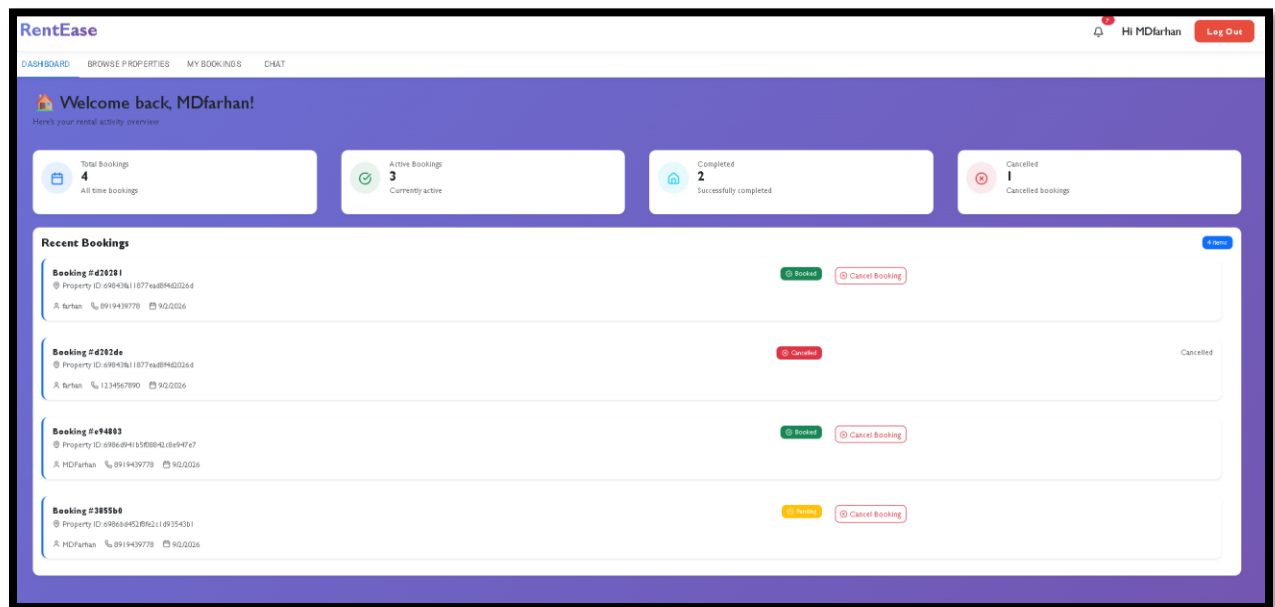 RentEase
7
Hi MDfarhan
Log Out
DASHBOARD BROWSE PROPERTIES MY BOOKINGS CHAT
Welcome back, MDfarhan!
Here's your rental activity overview
Total Bookings
4
All time bookings
Active Bookings
3
Currently active
Completed
2
Successfully completed
Cancelled
1
Cancelled bookings
Recent Bookings
4 items
Booking #d20281
Property ID:
Booked
Cancel Booking
farhan 8919439778 9/2/2026
Booking #d202de
Property ID:
Cancelled
Cancelled
farhan 1234567890 9/2/2026
Booking #e94803
Property ID:
Booked
Cancel Booking
MDFarhan 8919439778 9/2/2026
Booking #3855b0
Property ID:
Pending
Cancel Booking
MDFarhan 8919439778 9/2/2026